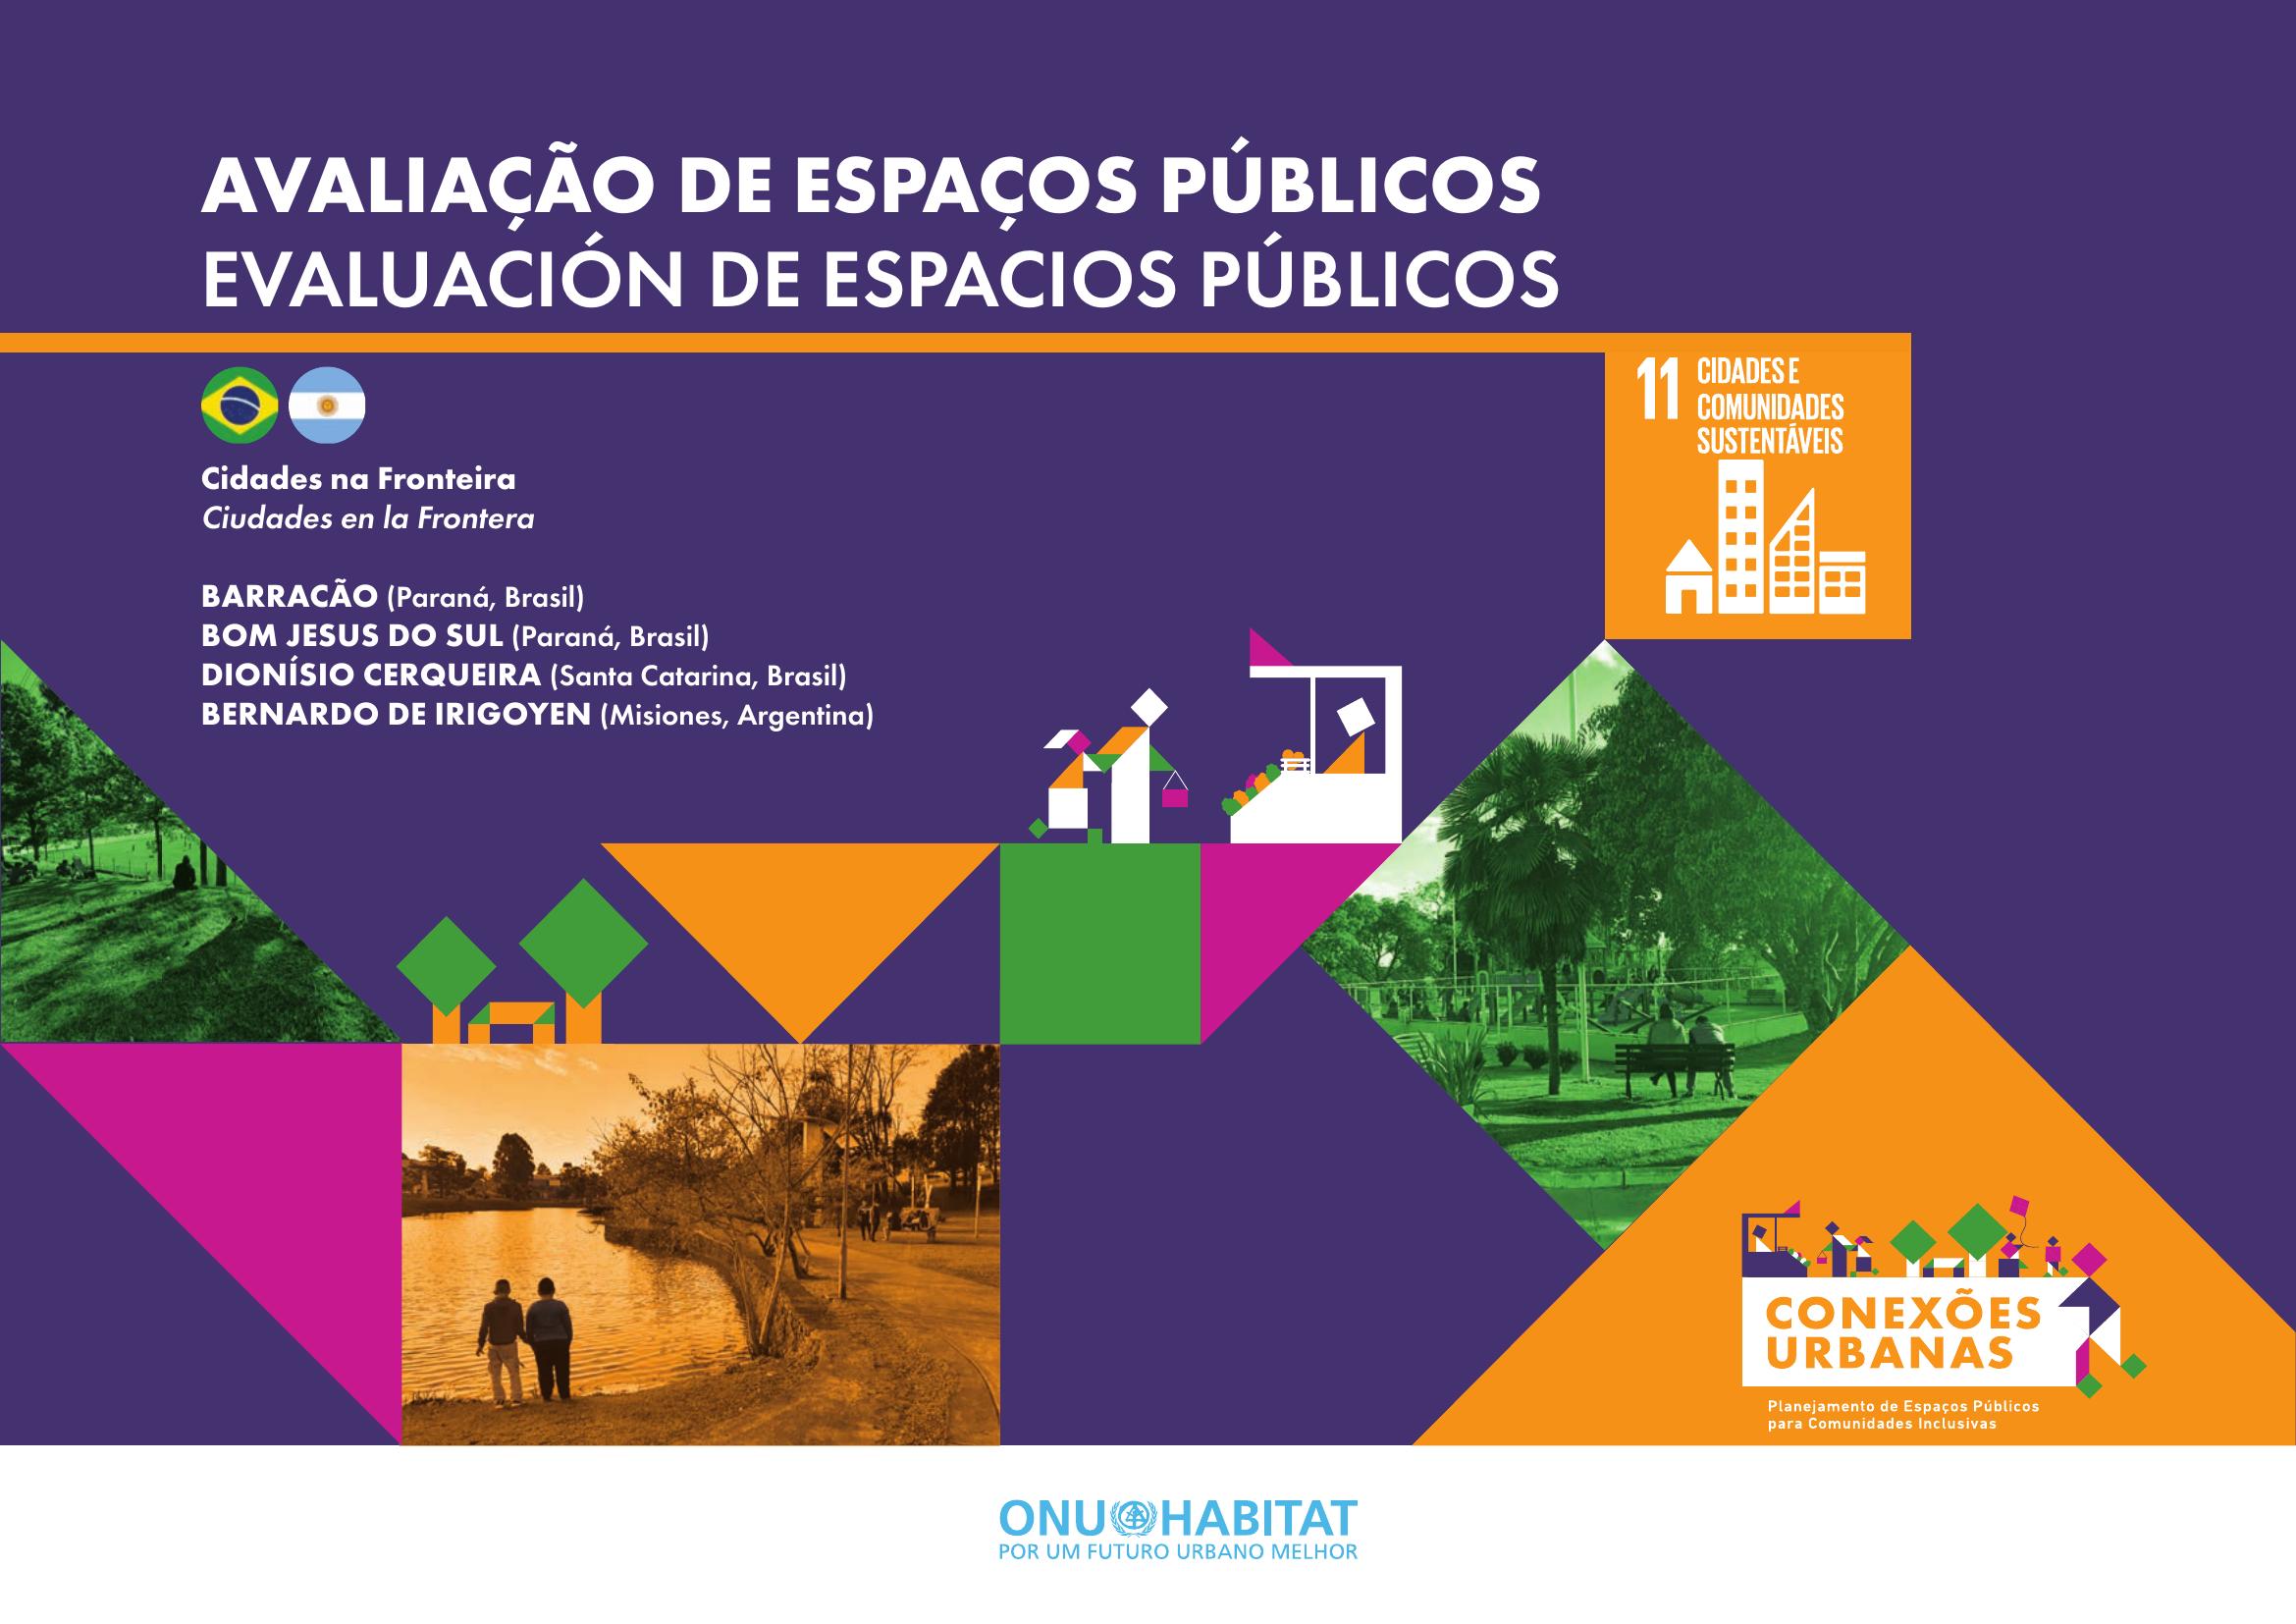 AVALIAÇÃO DE ESPAÇOS PÚBLICOS
EVALUACIÓN DE ESPACIOS PÚBLICOS
11 CIDADES E
COMUNIDADES
SUSTENTÁVEIS
Cidades na Fronteira
Ciudades en la Frontera
BARRACÃO (Paraná, Brasil)
BOM JESUS DO SUL (Paraná, Brasil)
DIONÍSIO CERQUEIRA (Santa Catarina, Brasil)
BERNARDO DE IRIGOYEN (Misiones, Argentina)
CONEXÕES
URBANAS
Planejamento de Espaços Públicos
para Comunidades Inclusivas
ONU HABITAT
POR UM FUTURO URBANO MELHOR